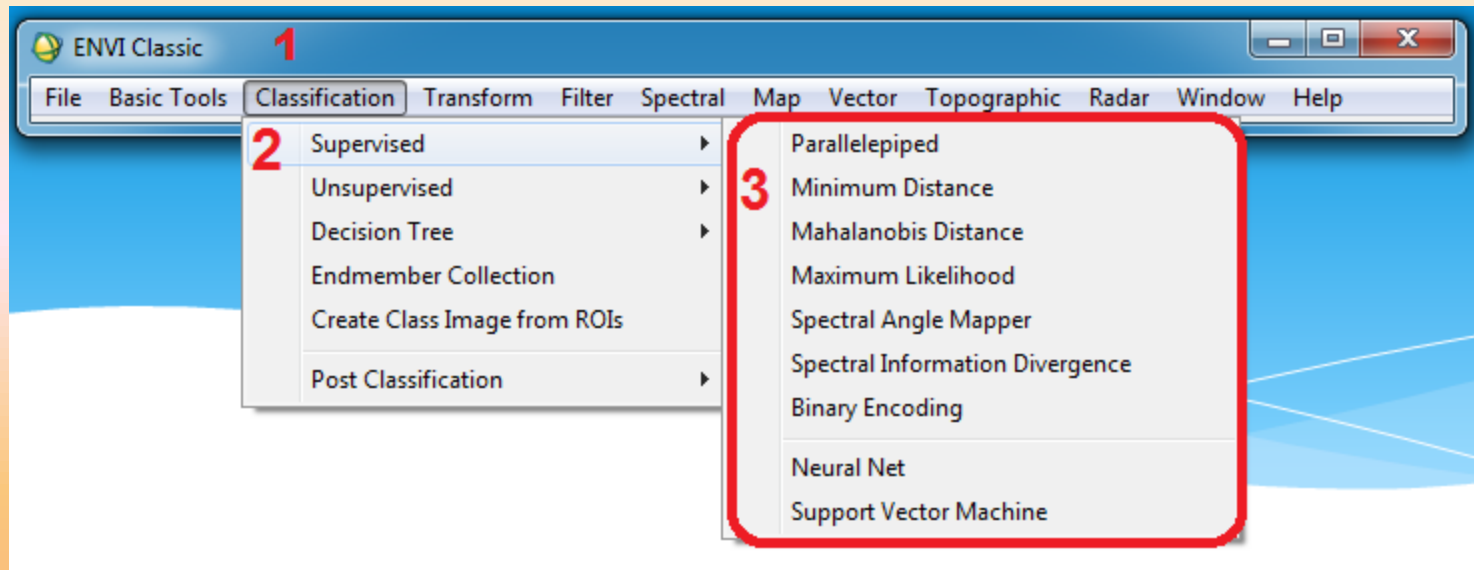 ENVI Classic 1
File Basic Tools Classification Transform Filter Spectral Map Vector Topographic Radar Window Help
2 Supervised
Unsupervised
Decision Tree
Endmember Collection
Create Class Image from ROIs
Post Classification
3
Parallelepiped
Minimum Distance
Mahalanobis Distance
Maximum Likelihood
Spectral Angle Mapper
Spectral Information Divergence
Binary Encoding
Neural Net
Support Vector Machine